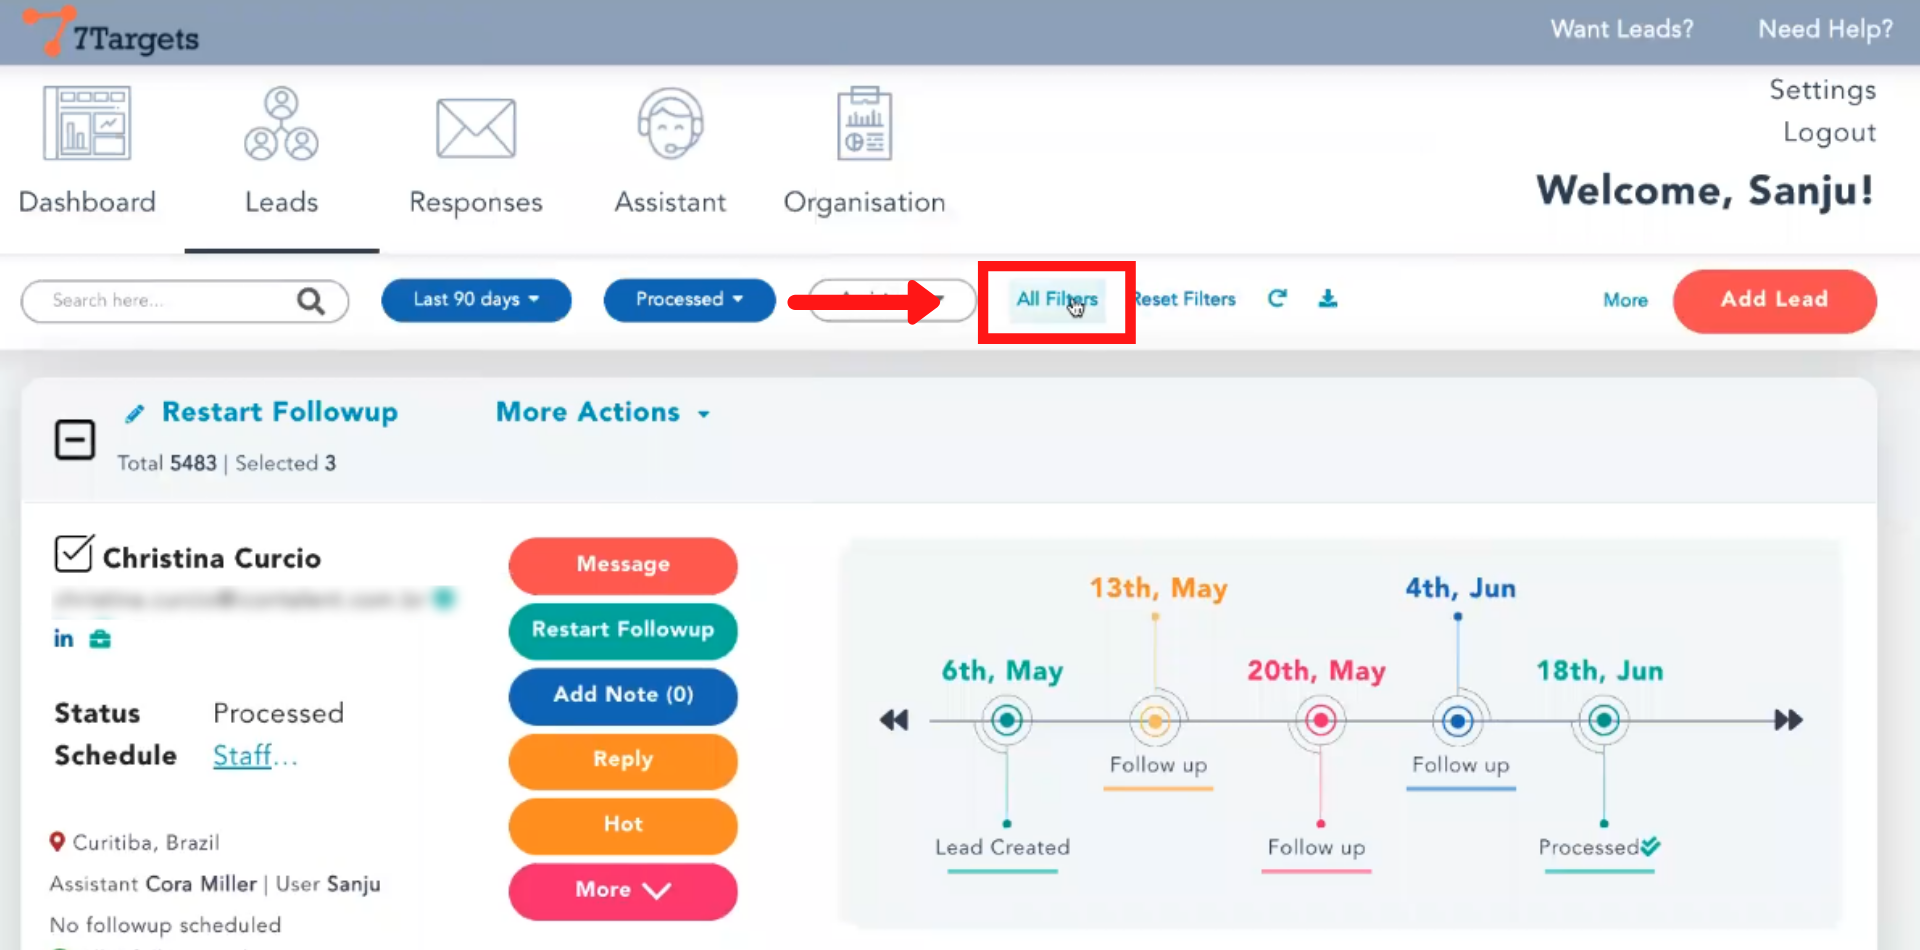 7Targets
Want Leads?
Need Help?
Settings
Logout
Dashboard
Leads
Responses
Assistant
Organisation
Welcome, Sanju!
Search here...
Last 90 days
Processed
All Filters
Reset Filters
More
Add Lead
Restart Followup
More Actions
Total 5483 | Selected 3
Christina Curcio
in
Status Processed
Schedule Staff...
Curitiba, Brazil
Assistant Cora Miller | User Sanju
No followup scheduled
Message
Restart Followup
Add Note (0)
Reply
Hot
More
13th, May
4th, Jun
6th, May
20th, May
18th, Jun
Follow up
Follow up
Lead Created
Follow up
Processed